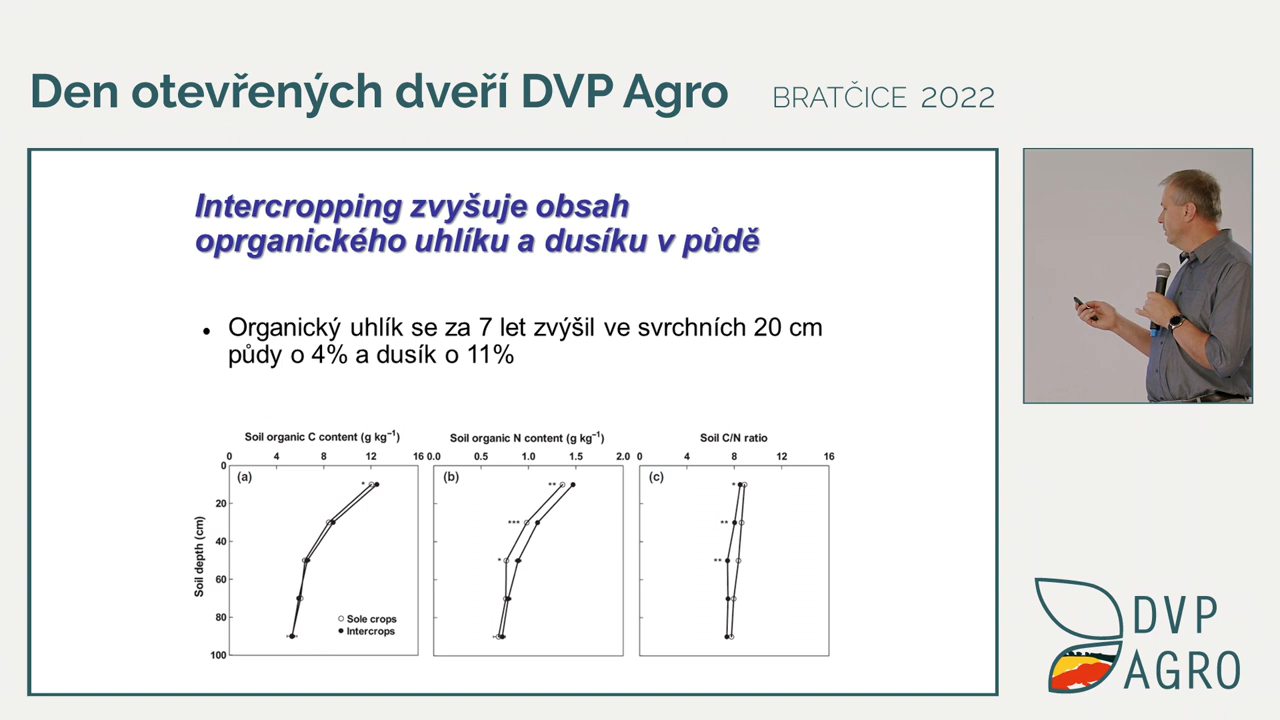 Den otevřených dveří DVP Agro BRATČICE 2022
Intercropping zvyšuje obsah
oprganického uhlíku a dusíku v půdě
• Organický uhlík se za 7 let zvýšil ve svrchních 20 cm
půdy o 4% a dusík o 11%
Soil organic C content (g kg⁻¹)
0 4 8 12 16
(a)
Soil depth (cm)
0
20
40
60
80
100
*
○ Sole crops
● Intercrops
Soil organic N content (g kg⁻¹)
0.0 0.5 1.0 1.5 2.0
(b)
**
***
*
Soil C/N ratio
0 4 8 12 16
(c)
*
**
**
DVP
AGRO